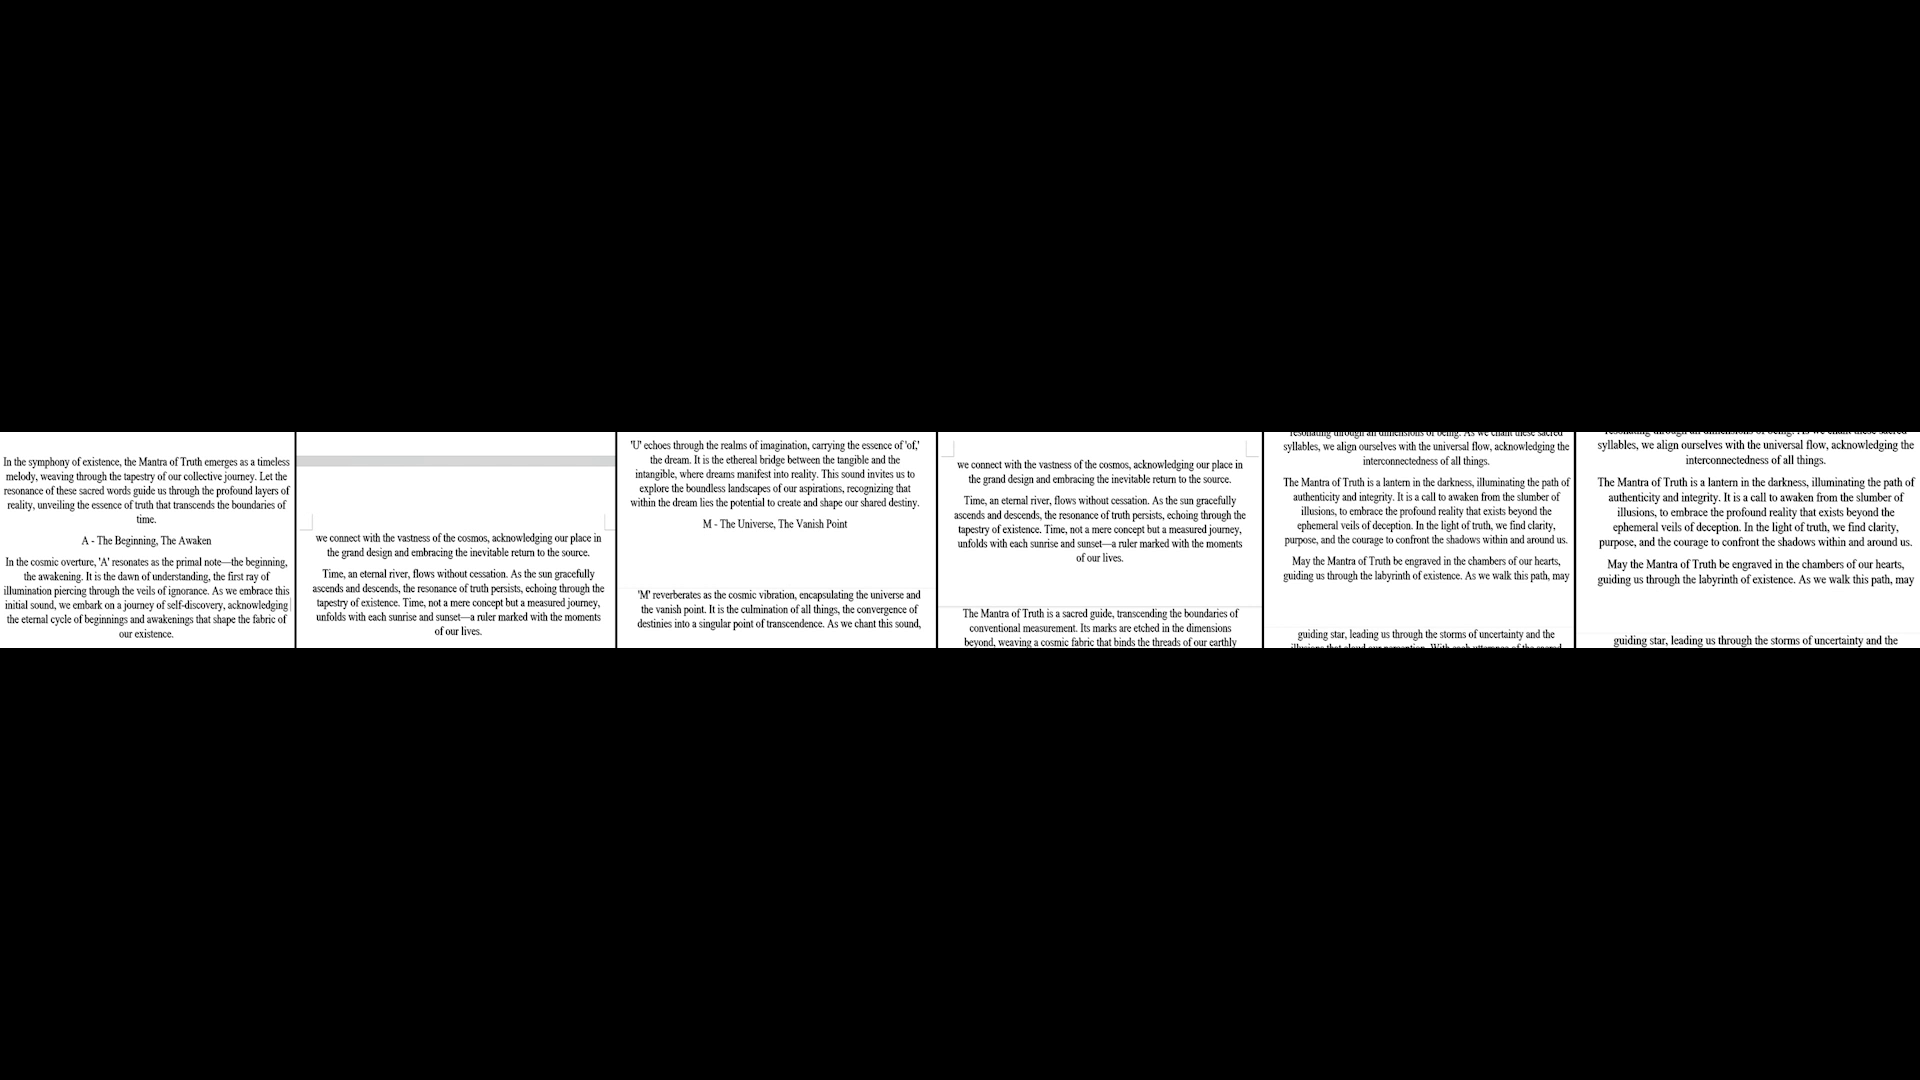 In the symphony of existence, the Mantra of Truth emerges as a timeless
melody, weaving through the tapestry of our collective journey. Let the
resonance of these sacred words guide us through the profound layers of
reality, unveiling the essence of truth that transcends the boundaries of
time.
A - The Beginning, The Awaken
In the cosmic overture, 'A' resonates as the primal note—the beginning,
the awakening. It is the dawn of understanding, the first ray of
illumination piercing through the veils of ignorance. As we embrace this
initial sound, we embark on a journey of self-discovery, acknowledging
the eternal cycle of beginnings and awakenings that shape the fabric of
our existence.
we connect with the vastness of the cosmos, acknowledging our place in
the grand design and embracing the inevitable return to the source.
Time, an eternal river, flows without cessation. As the sun gracefully
ascends and descends, the resonance of truth persists, echoing through the
tapestry of existence. Time, not a mere concept but a measured journey,
unfolds with each sunrise and sunset—a ruler marked with the moments
of our lives.
'U' echoes through the realms of imagination, carrying the essence of 'of,'
the dream. It is the ethereal bridge between the tangible and the
intangible, where dreams manifest into reality. This sound invites us to
explore the boundless landscapes of our aspirations, recognizing that
within the dream lies the potential to create and shape our shared destiny.
M - The Universe, The Vanish Point
'M' reverberates as the cosmic vibration, encapsulating the universe and
the vanish point. It is the culmination of all things, the convergence of
destinies into a singular point of transcendence. As we chant this sound,
we connect with the vastness of the cosmos, acknowledging our place in
the grand design and embracing the inevitable return to the source.
Time, an eternal river, flows without cessation. As the sun gracefully
ascends and descends, the resonance of truth persists, echoing through the
tapestry of existence. Time, not a mere concept but a measured journey,
unfolds with each sunrise and sunset—a ruler marked with the moments
of our lives.
The Mantra of Truth is a sacred guide, transcending the boundaries of
conventional measurement. Its marks are etched in the dimensions
beyond, weaving a cosmic fabric that binds the threads of our earthly
resonating through all dimensions of being. As we chant these sacred
syllables, we align ourselves with the universal flow, acknowledging the
interconnectedness of all things.
The Mantra of Truth is a lantern in the darkness, illuminating the path of
authenticity and integrity. It is a call to awaken from the slumber of
illusions, to embrace the profound reality that exists beyond the
ephemeral veils of deception. In the light of truth, we find clarity,
purpose, and the courage to confront the shadows within and around us.
May the Mantra of Truth be engraved in the chambers of our hearts,
guiding us through the labyrinth of existence. As we walk this path, may
guiding star, leading us through the storms of uncertainty and the
illusions that cloud our perception. With each utterance of the sacred
syllables, we align ourselves with the universal flow, acknowledging the
interconnectedness of all things.
The Mantra of Truth is a lantern in the darkness, illuminating the path of
authenticity and integrity. It is a call to awaken from the slumber of
illusions, to embrace the profound reality that exists beyond the
ephemeral veils of deception. In the light of truth, we find clarity,
purpose, and the courage to confront the shadows within and around us.
May the Mantra of Truth be engraved in the chambers of our hearts,
guiding us through the labyrinth of existence. As we walk this path, may
guiding star, leading us through the storms of uncertainty and the